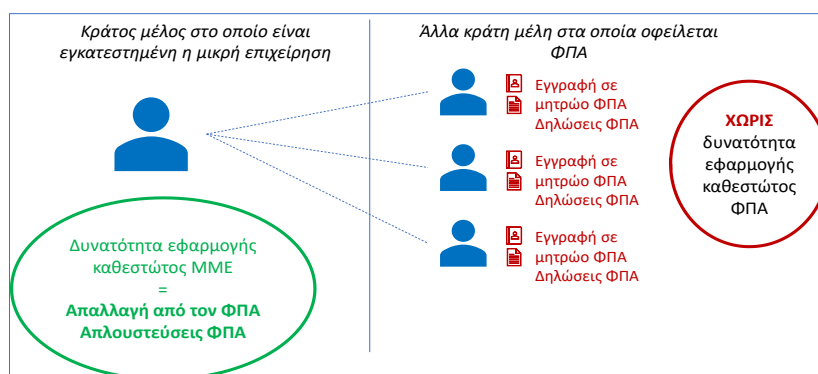 Κράτος μέλος στο οποίο είναι
εγκατεστημένη η μικρή επιχείρηση
Άλλα κράτη μέλη στα οποία οφείλεται
ΦΠΑ
Εγγραφή σε
μητρώο ΦΠΑ
Δηλώσεις ΦΠΑ
Εγγραφή σε
μητρώο ΦΠΑ
Δηλώσεις ΦΠΑ
Εγγραφή σε
μητρώο ΦΠΑ
Δηλώσεις ΦΠΑ
ΧΩΡΙΣ
δυνατότητα
εφαρμογής
καθεστώτος
ΦΠΑ
Δυνατότητα εφαρμογής
καθεστώτος ΜΜΕ
=
Απαλλαγή από τον ΦΠΑ
Απλουστεύσεις ΦΠΑ